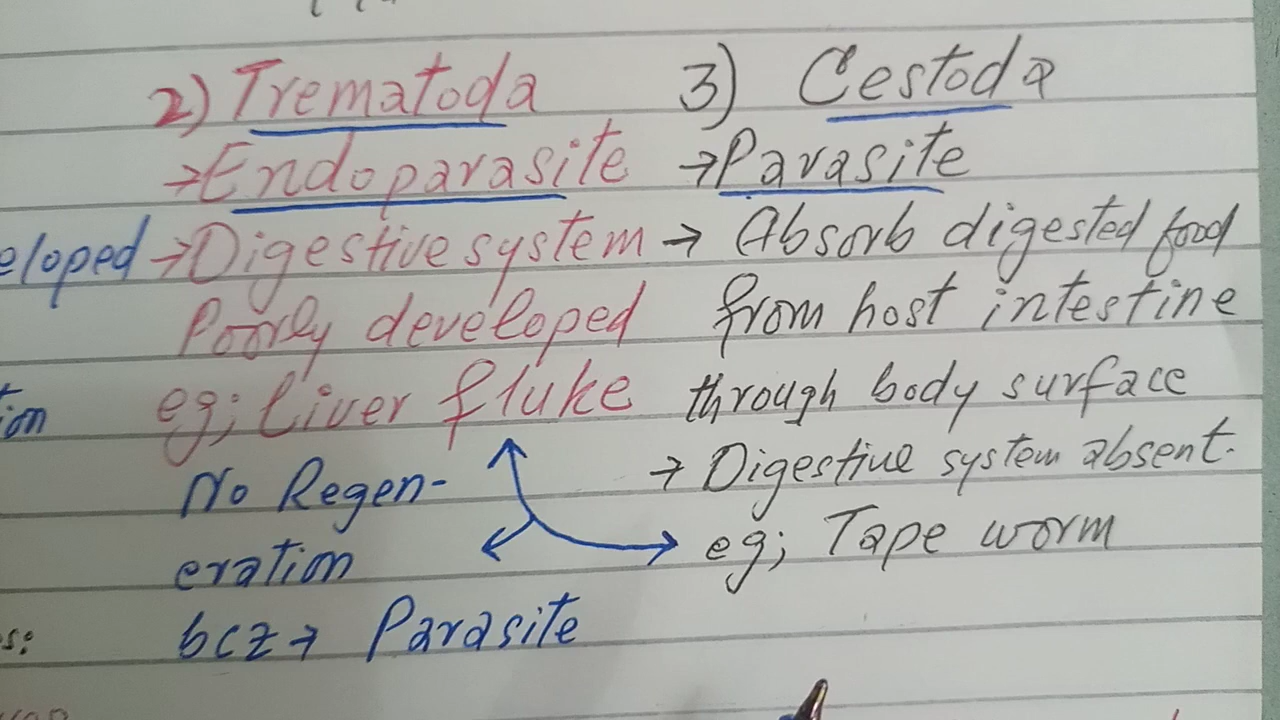 2) Trematoda
→Endoparasite
eloped →Digestive system
Poorly developed
eg; Liver fluke
ion
No Regen-
eration
bcz→ Parasite
s:
3) Cestoda
→Parasite
→ Absorb digested food
from host intestine
through body surface
→ Digestive system absent.
eg; Tape worm